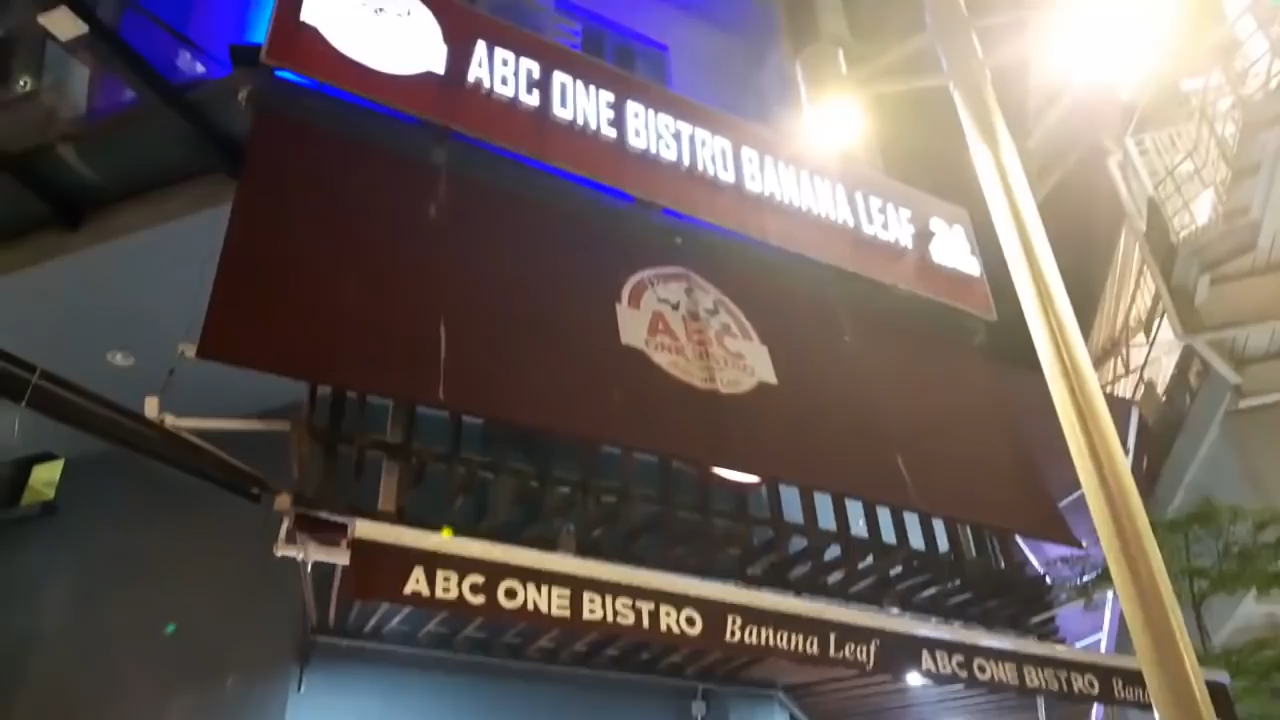 ABC ONE BISTRO BANANA LEAF
ABC
ONE BISTRO
ABC ONE BISTRO Banana Leaf
ABC ONE BISTRO